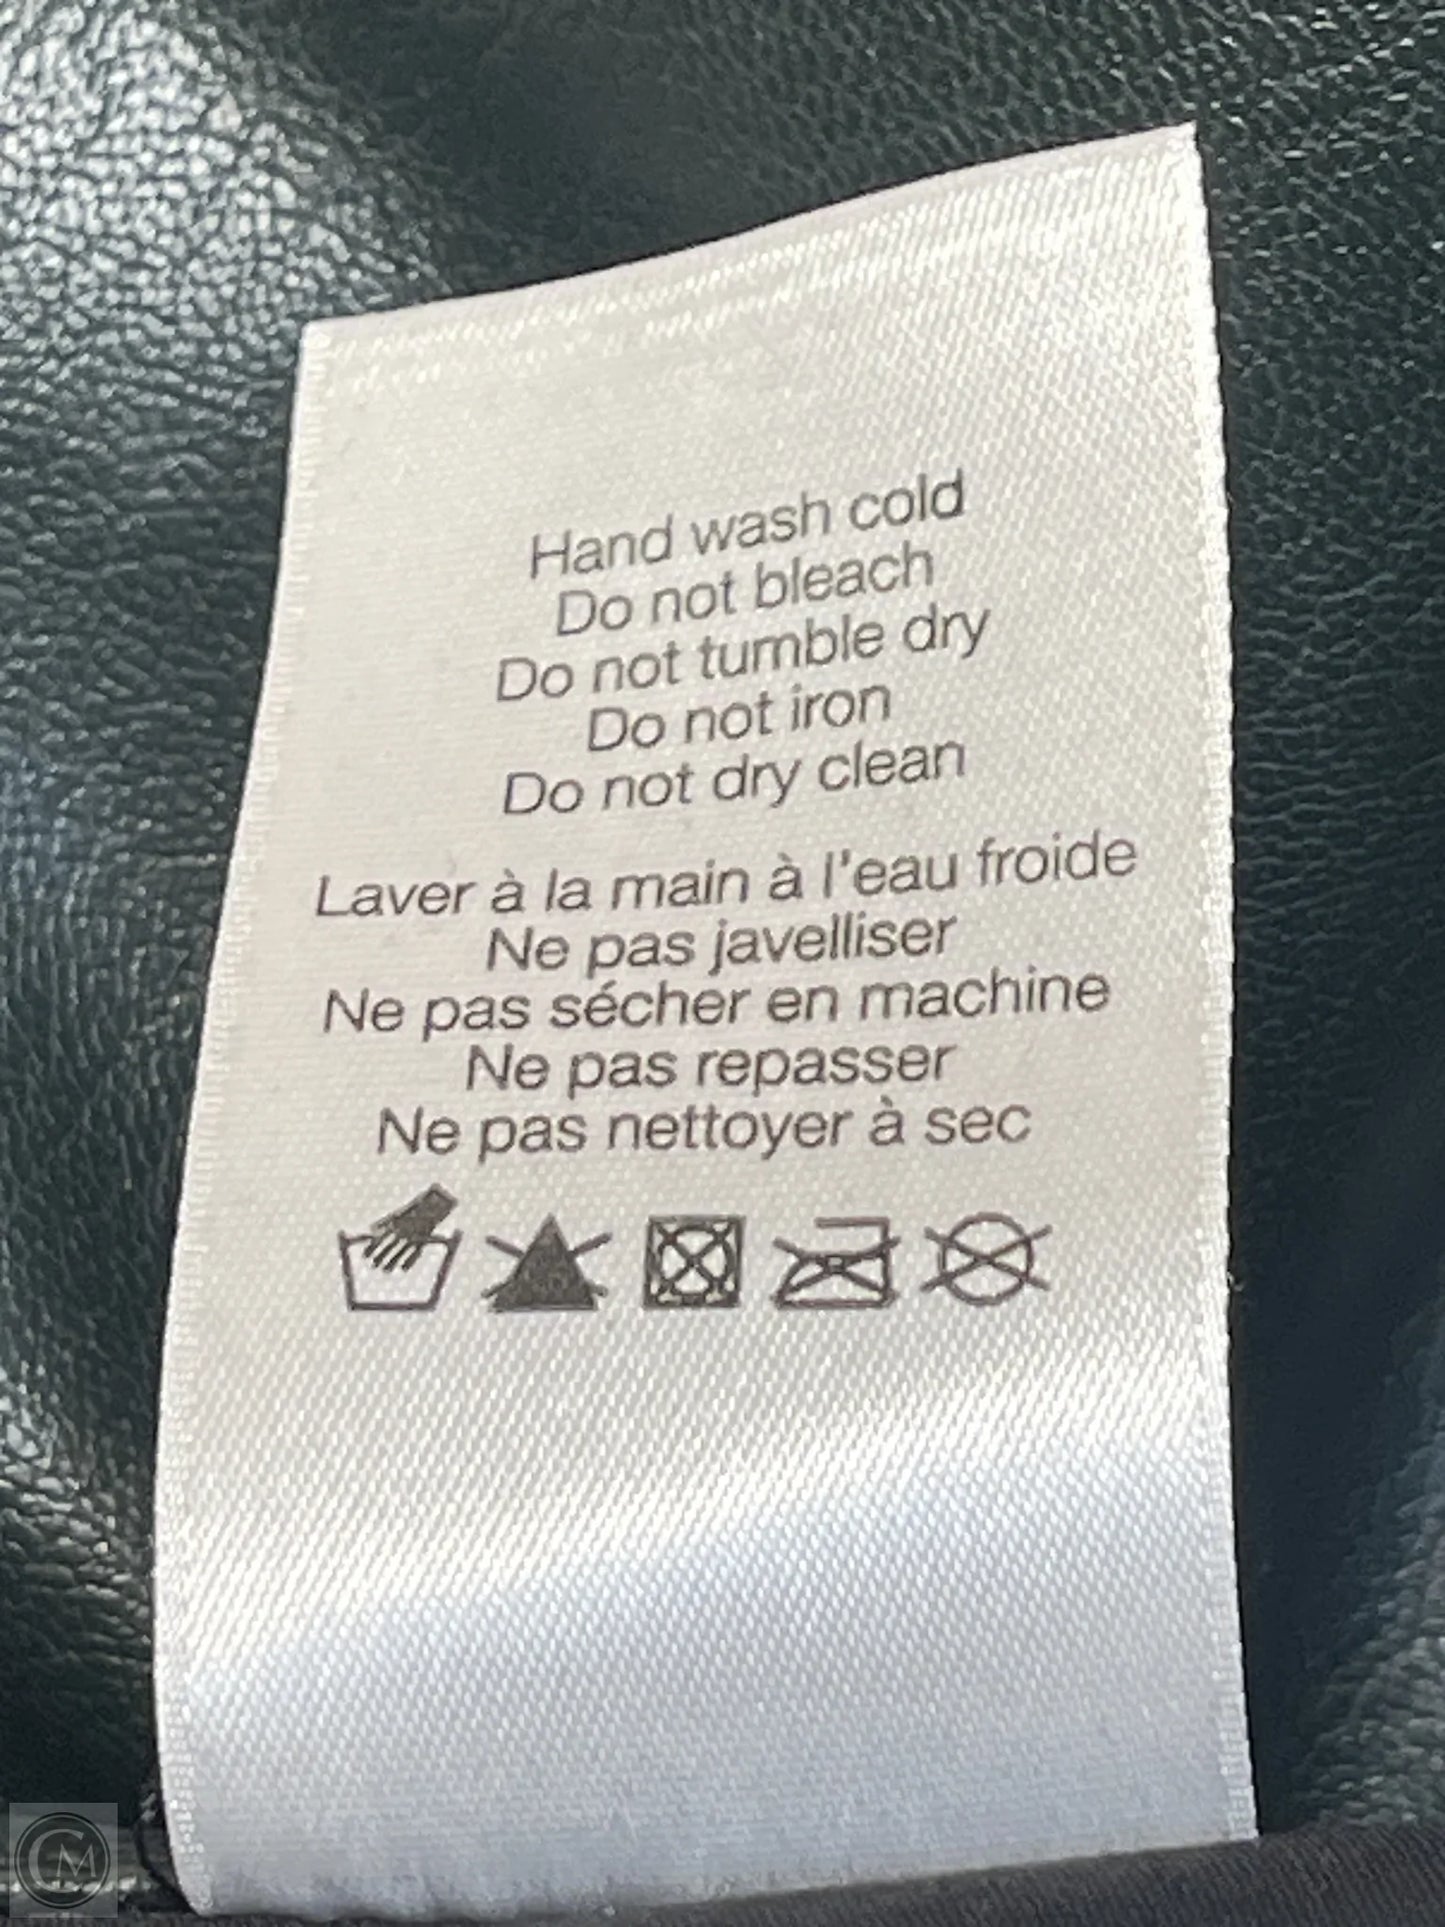 Hand wash cold
Do not bleach
Do not tumble dry
Do not iron
Do not dry clean
Laver à la main à l'eau froide
Ne pas javelliser
Ne pas sécher en machine
Ne pas repasser
Ne pas nettoyer à sec
CM